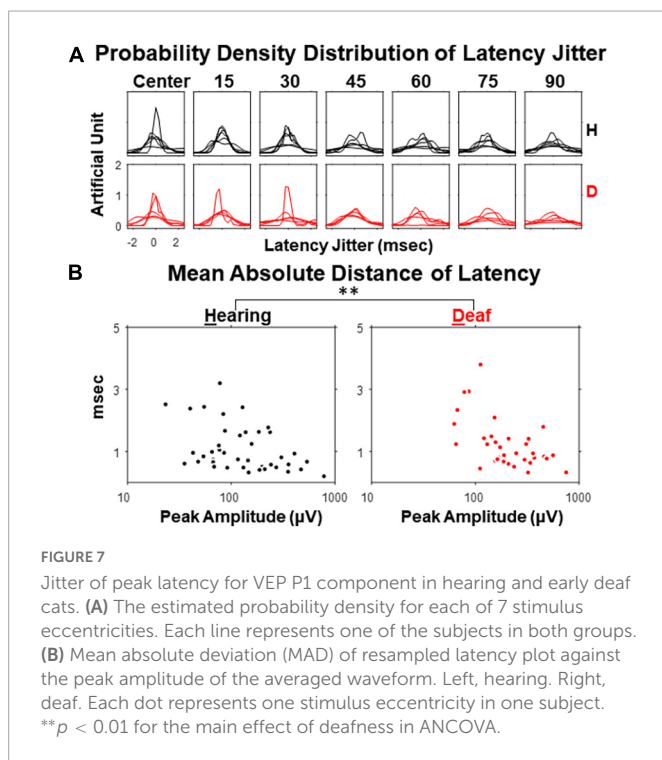 A Probability Density Distribution of Latency Jitter
Center 15 30 45 60 75 90
H
Artificial Unit
2
1
0
D
-2 0 2
Latency Jitter (msec)
B Mean Absolute Distance of Latency
**
Hearing Deaf
msec
5 5
3 3
1 1
10 100 1000 10 100 1000
Peak Amplitude (µV) Peak Amplitude (µV)
FIGURE 7
Jitter of peak latency for VEP P1 component in hearing and early deaf
cats. (A) The estimated probability density for each of 7 stimulus
eccentricities. Each line represents one of the subjects in both groups.
(B) Mean absolute deviation (MAD) of resampled latency plot against
the peak amplitude of the averaged waveform. Left, hearing. Right,
deaf. Each dot represents one stimulus eccentricity in one subject.
**p < 0.01 for the main effect of deafness in ANCOVA.